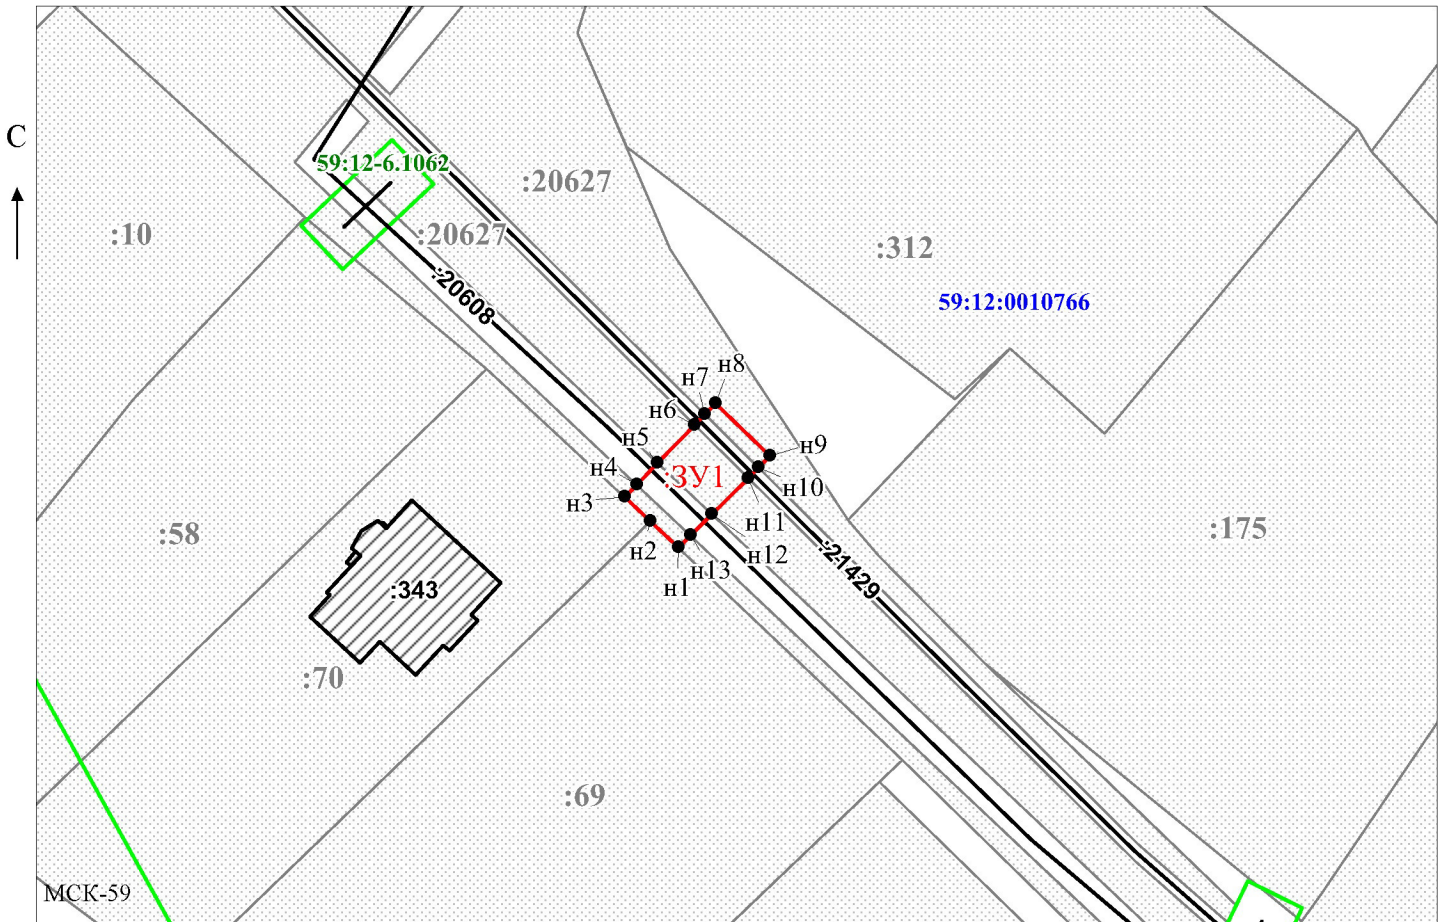 С
59:12-6.1062
:20627
:10
:20627
:312
:20608
59:12:0010766
н8
н7
н6
н5
н9
н4
:ЗУ1
н10
н3
н11
:58
:175
н2
н12
н13
н1
:21429
:343
:70
:69
МСК-59